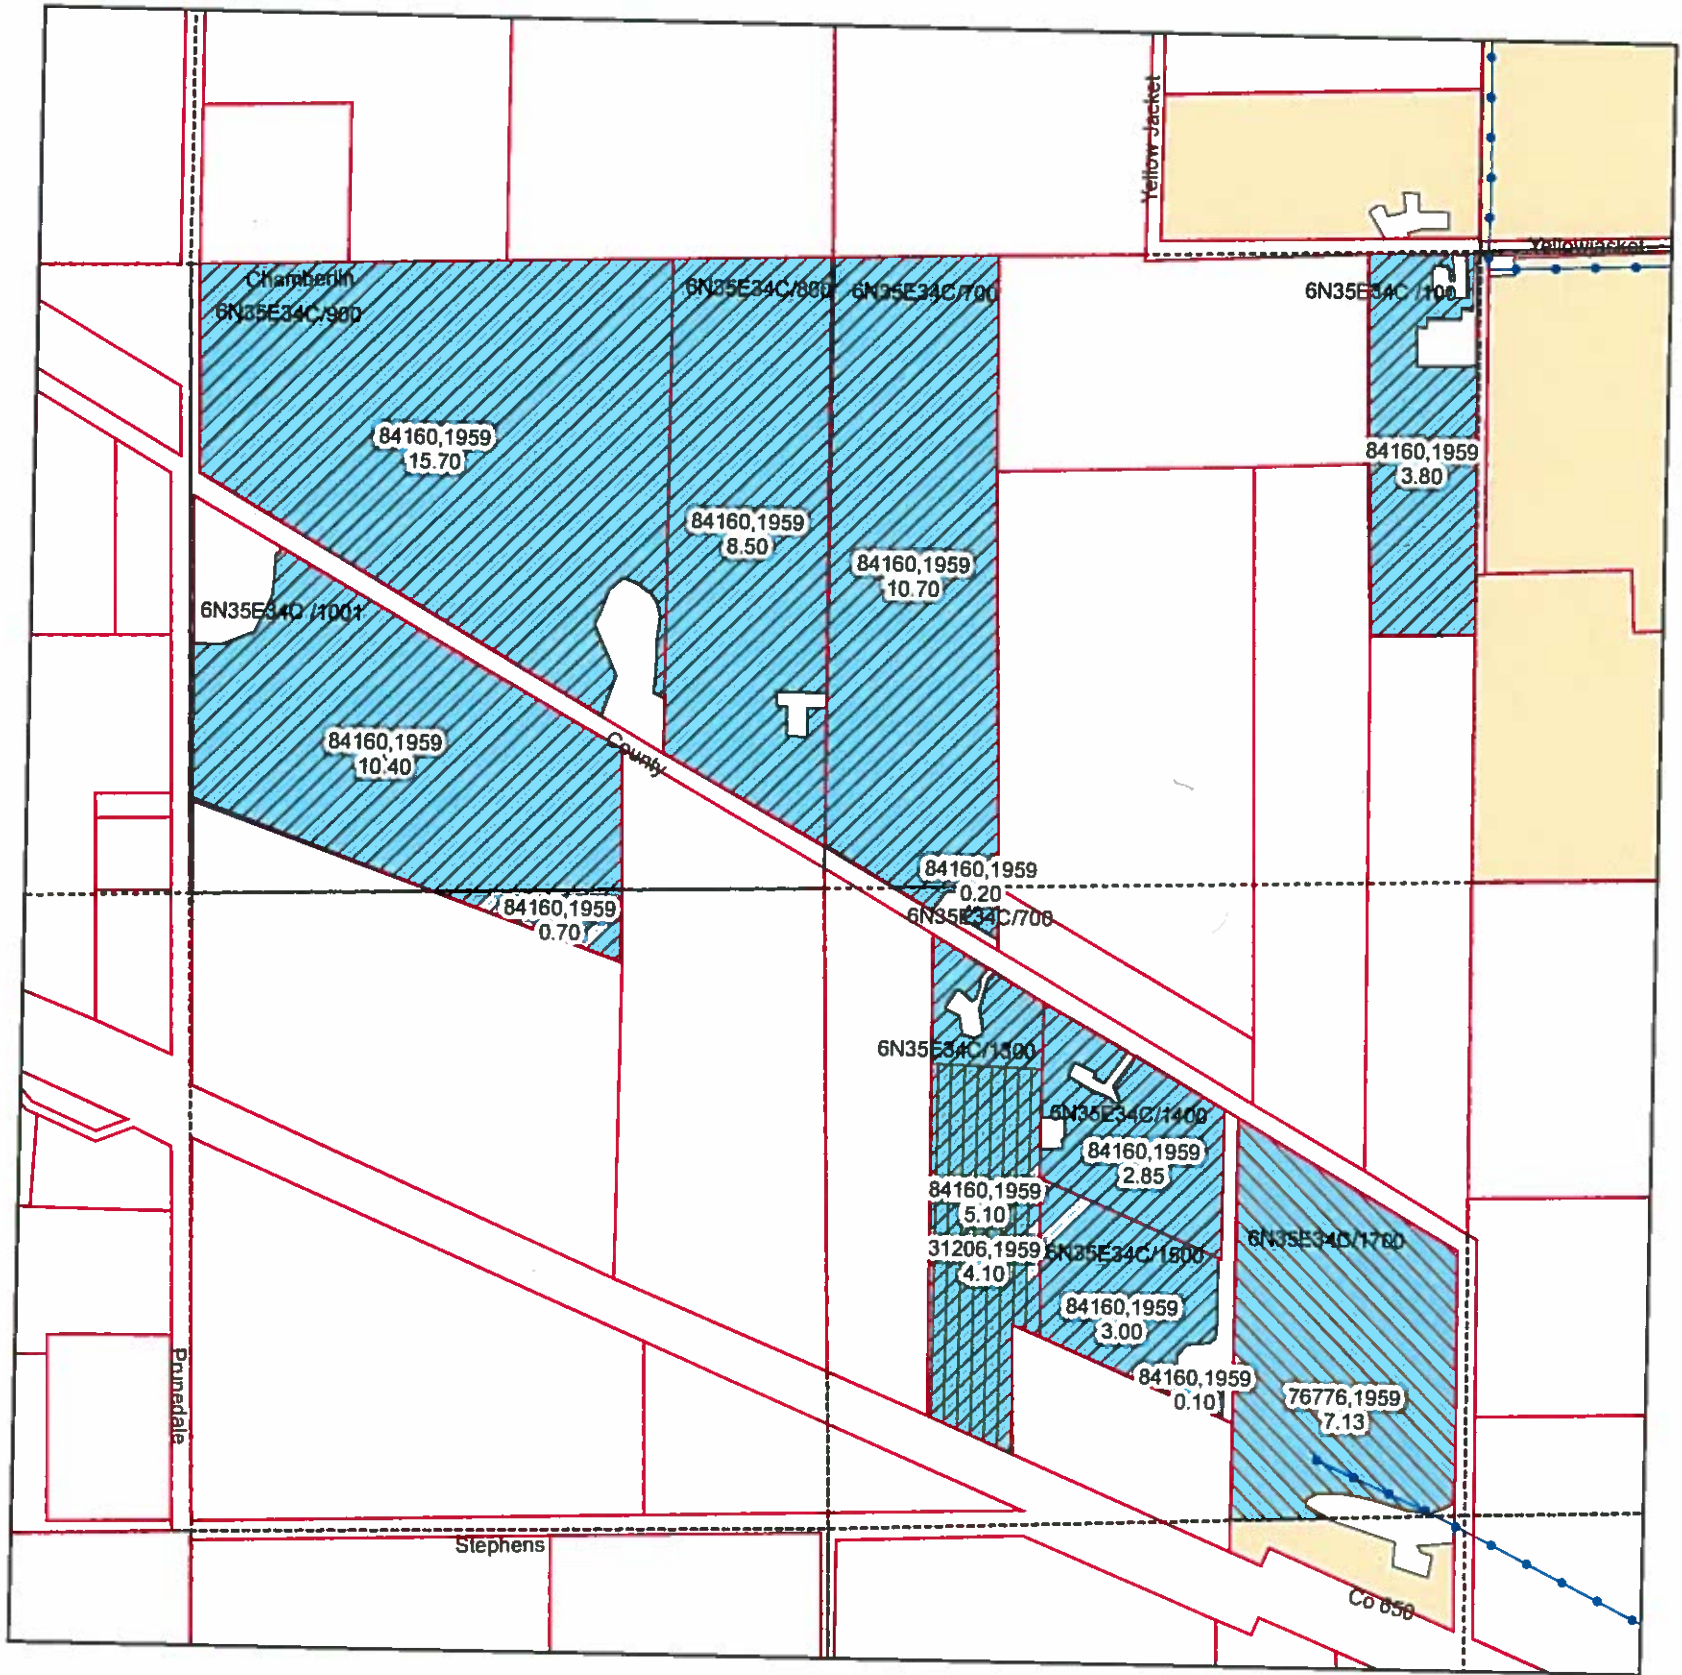 Yellow Jacket
Yellowjacket
Chamberlin
6N35E34C/900
6N35E34C/800
6N35E34C/700
6N35E34C /100
84160,1959
15.70
84160,1959
3.80
84160,1959
8.50
84160,1959
10.70
6N35E34C /1001
84160,1959
10.40
County
84160,1959
0.20
84160,1959
0.70
6N35E34C/700
6N35E34C/1300
6N35E34C/1400
84160,1959
2.85
84160,1959
5.10
31206,1959
4.10
6N35E34C/1500
6N35E34C/1700
84160,1959
3.00
84160,1959
0.10
76776,1959
7.13
Prunedale
Stephens
Co 650